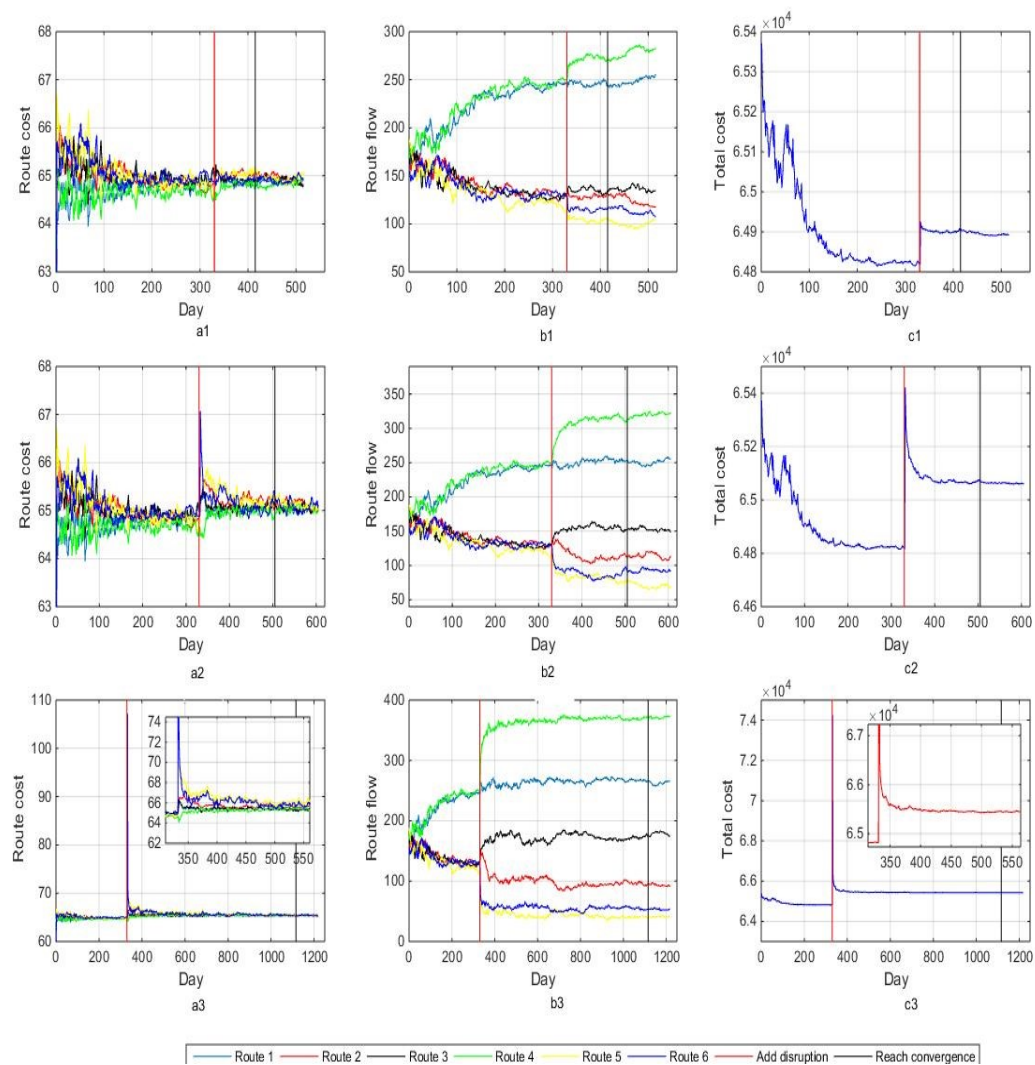 68
67
66
65
64
63
0 100 200 300 400 500
Route cost
Day
a1
300
250
200
150
100
50
0 100 200 300 400 500
Route flow
Day
b1
×10⁴
6.54
6.53
6.52
6.51
6.5
6.49
6.48
0 100 200 300 400 500
Total cost
Day
c1
68
67
66
65
64
63
0 100 200 300 400 500 600
Route cost
Day
a2
350
300
250
200
150
100
50
0 100 200 300 400 500 600
Route flow
Day
b2
×10⁴
6.54
6.52
6.5
6.48
6.46
0 100 200 300 400 500 600
Total cost
Day
c2
110
100
90
80
70
60
0 200 400 600 800 1000 1200
Route cost
Day
a3
74
72
70
68
66
64
62
350 400 450 500 550
400
300
200
100
0
0 200 400 600 800 1000 1200
Route flow
Day
b3
×10⁴
7.4
7.2
7
6.8
6.6
6.4
0 200 400 600 800 1000 1200
Total cost
Day
c3
×10⁴
6.7
6.6
6.5
350 400 450 500 550
Route 1 Route 2 Route 3 Route 4 Route 5 Route 6 Add disruption Reach convergence